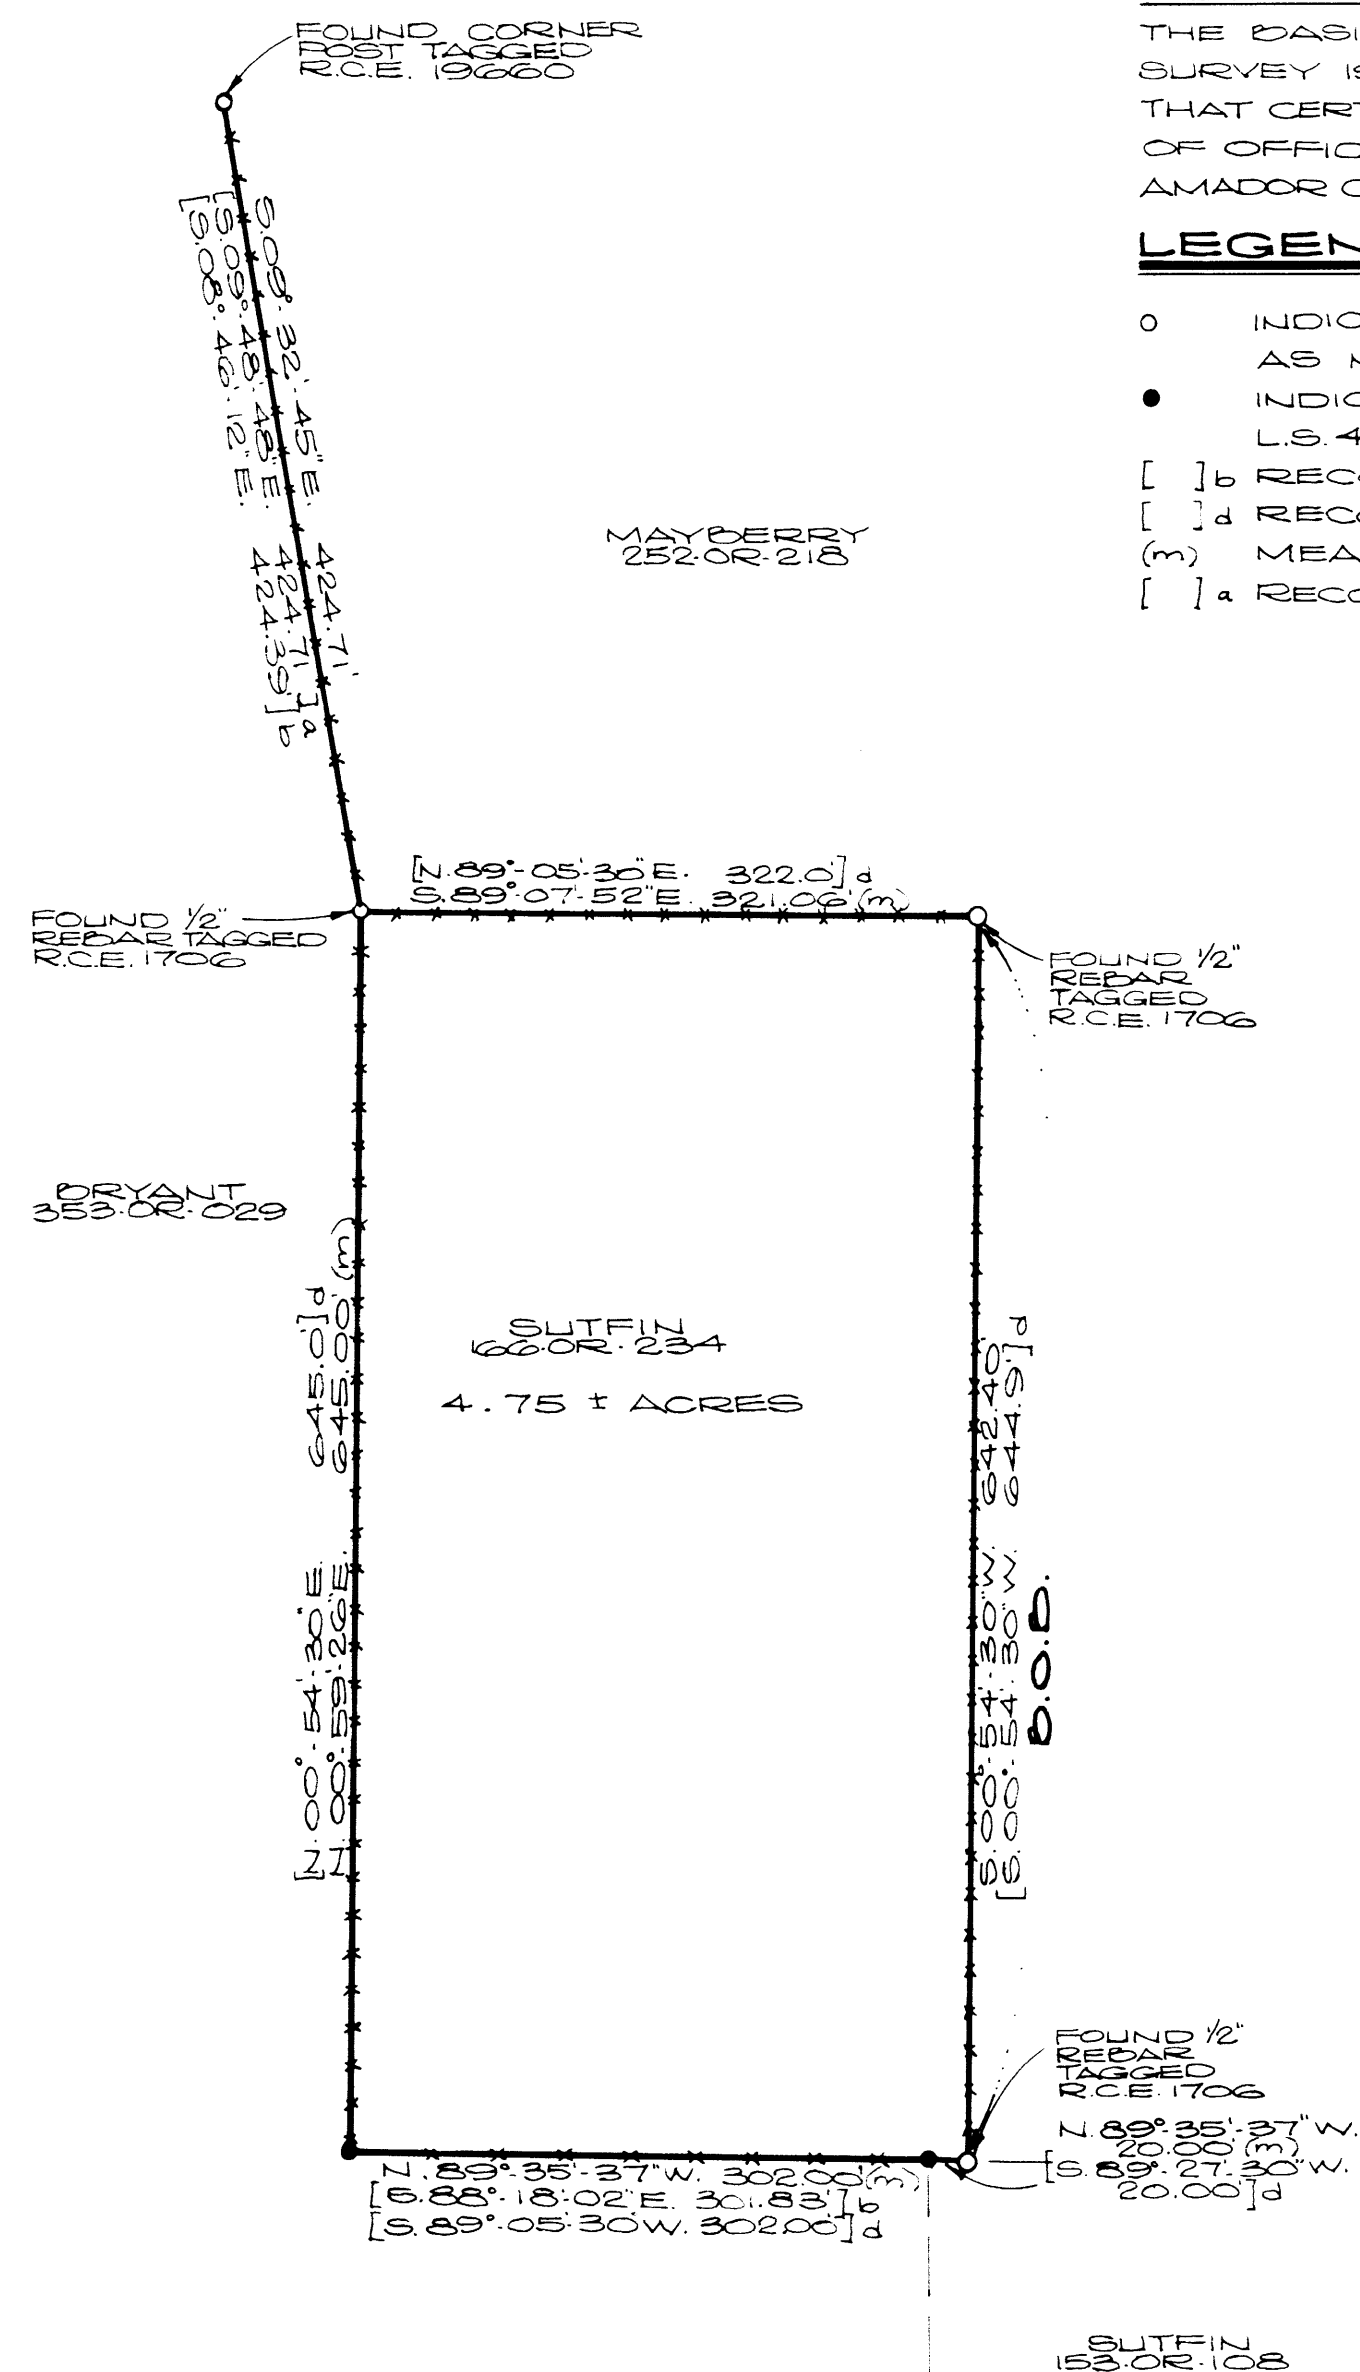 FOUND CORNER
POST TAGGED
R.C.E. 19660
THE BASI
SURVEY IS
THAT CERT
OF OFFIC
AMADOR C
LEGEN
INDIC
AS N
INDIC
L.S. 4
[ ]b RECO
[ ]d RECO
(m) MEA
[ ]a RECO
S.09°-32'-45"E. 424.71'
[S.09°-48'-48"E. 424.71']a
[S.08°-46'-12"E. 424.39']b
MAYBERRY
252-OR-218
[N.89°-05'-30"E. 322.0']d
S.89°-07'-52"E. 321.06'(m)
FOUND 1/2"
REBAR TAGGED
R.C.E. 1706
FOUND 1/2"
REBAR
TAGGED
R.C.E. 1706
BRYANT
353-OR-029
[N.00°-54'-30"E. 645.0']d
N.00°-59'-26"E. 645.00'(m)
SUTFIN
166-OR-234
4.75 ± ACRES
S.00°-54'-30"W. 642.40'
[S.00°-54'-30"W. 644.9']d
B.O.B.
FOUND 1/2"
REBAR
TAGGED
R.C.E. 1706
N.89°-35'-37"W.
20.00'(m)
[S.89°-27'-30"W.
20.00']d
N.89°-35'-37"W. 302.00'(m)
[S.88°-18'-02"E. 301.83']b
[S.89°-05'-30"W. 302.00']d
SUTFIN
153-OR-108